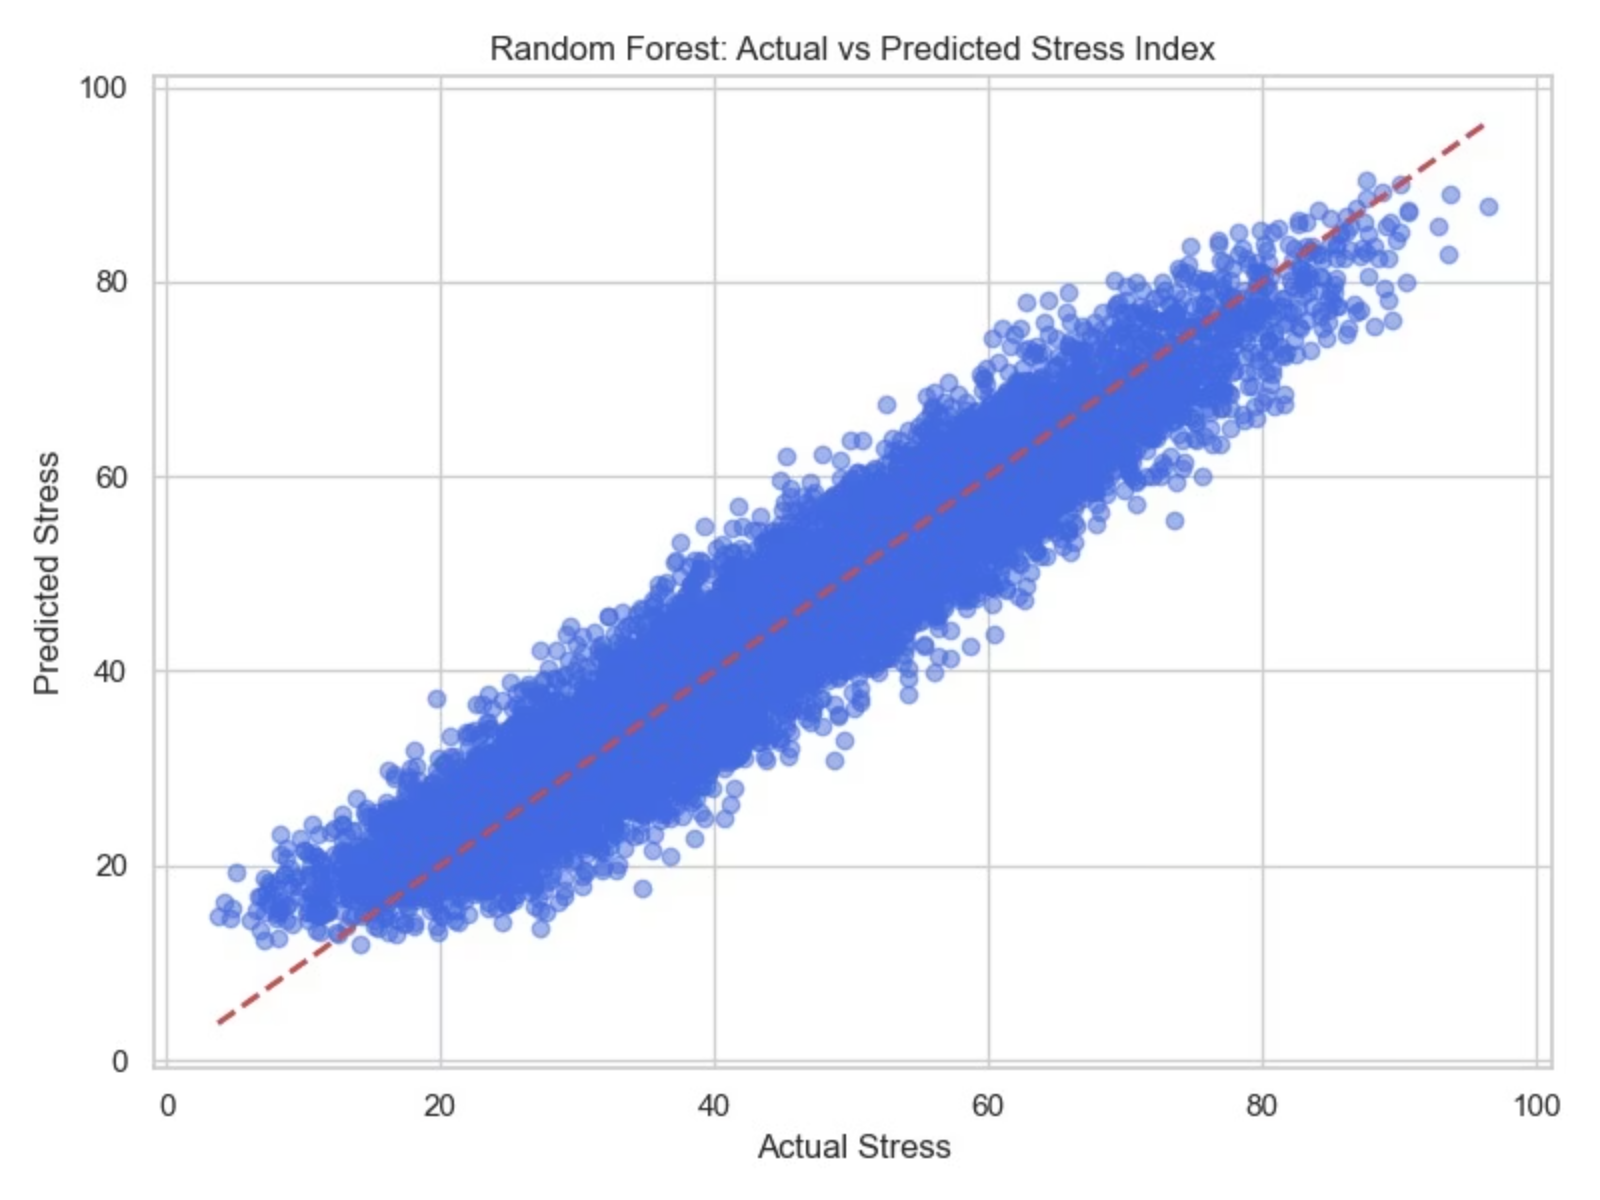 Random Forest: Actual vs Predicted Stress Index
100
80
60
40
20
0
Predicted Stress
0 20 40 60 80 100
Actual Stress